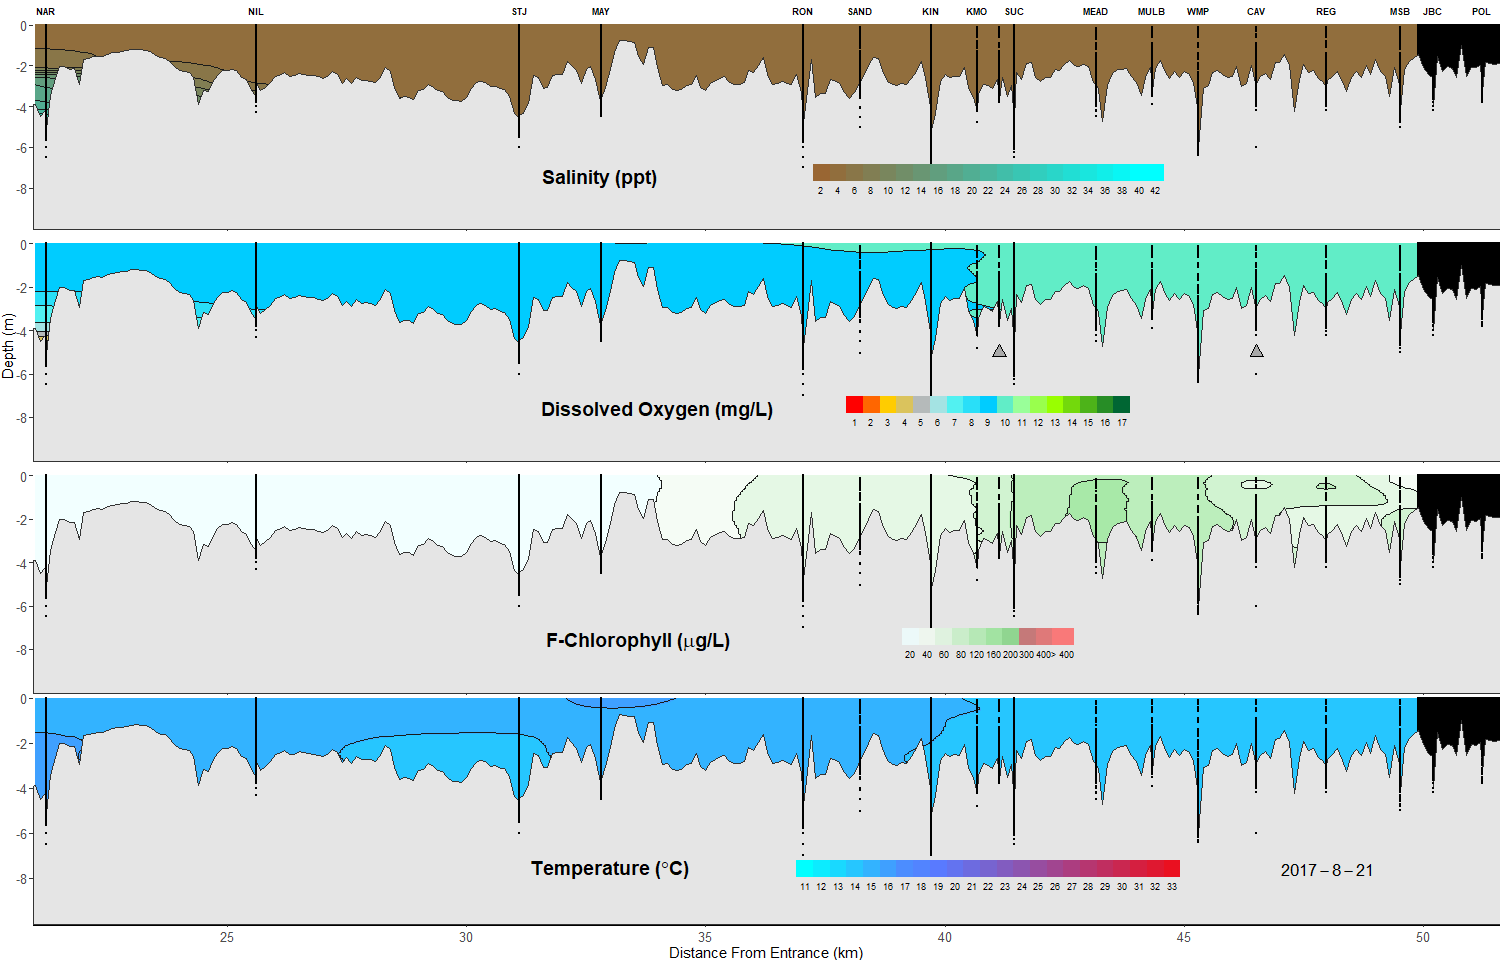 NAR NIL STJ MAY RON SAND KIN KMO SUC MEAD MULB WMP CAV REG MSB JBC POL
0
-2
-4
-6
-8
Salinity (ppt)
2 4 6 8 10 12 14 16 18 20 22 24 26 28 30 32 34 36 38 40 42
0
-2
-4
-6
-8
Depth (m)
Dissolved Oxygen (mg/L)
1 2 3 4 5 6 7 8 9 10 11 12 13 14 15 16 17
0
-2
-4
-6
-8
F-Chlorophyll (µg/L)
20 40 60 80 120 160 200 300 400> 400
0
-2
-4
-6
-8
Temperature (°C)
11 12 13 14 15 16 17 18 19 20 21 22 23 24 25 26 27 28 29 30 31 32 33
2017–8–21
25 30 35 40 45 50
Distance From Entrance (km)